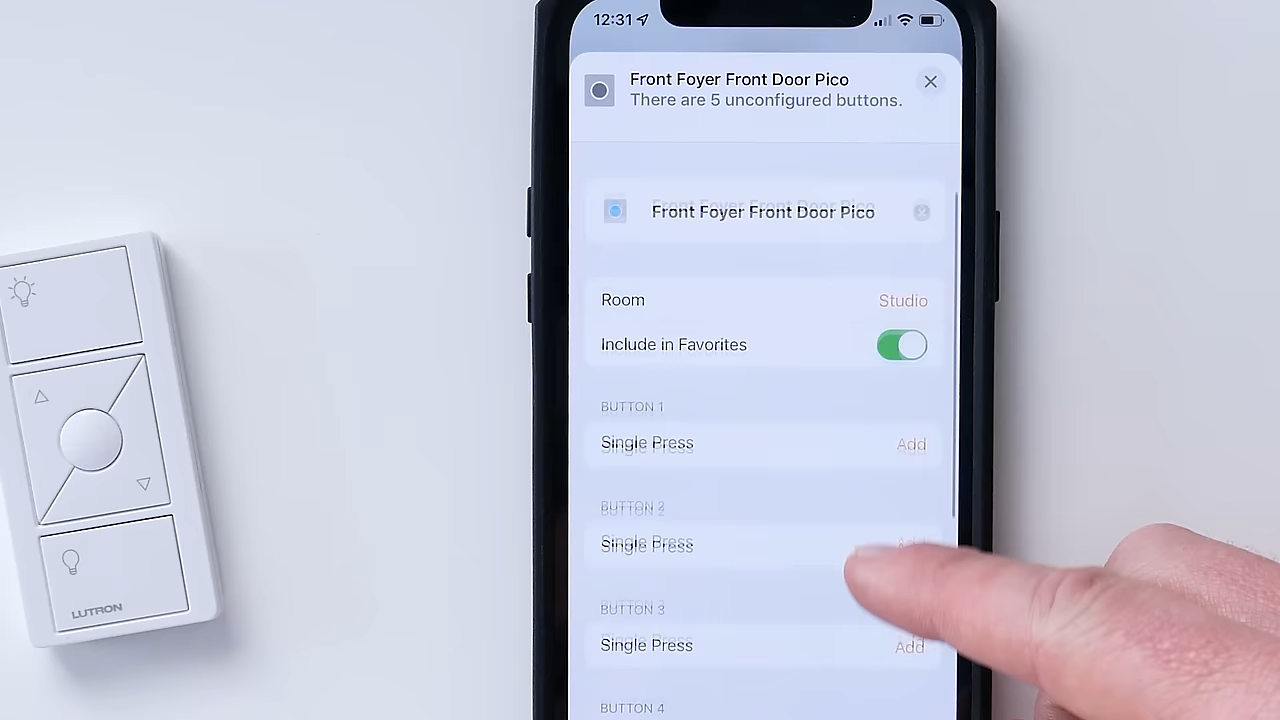 12:31
Front Foyer Front Door Pico
There are 5 unconfigured buttons.
Front Foyer Front Door Pico
Room Studio
Include in Favorites
BUTTON 1
Single Press Add
BUTTON 2
Single Press Add
BUTTON 3
Single Press Add
BUTTON 4
LUTRON